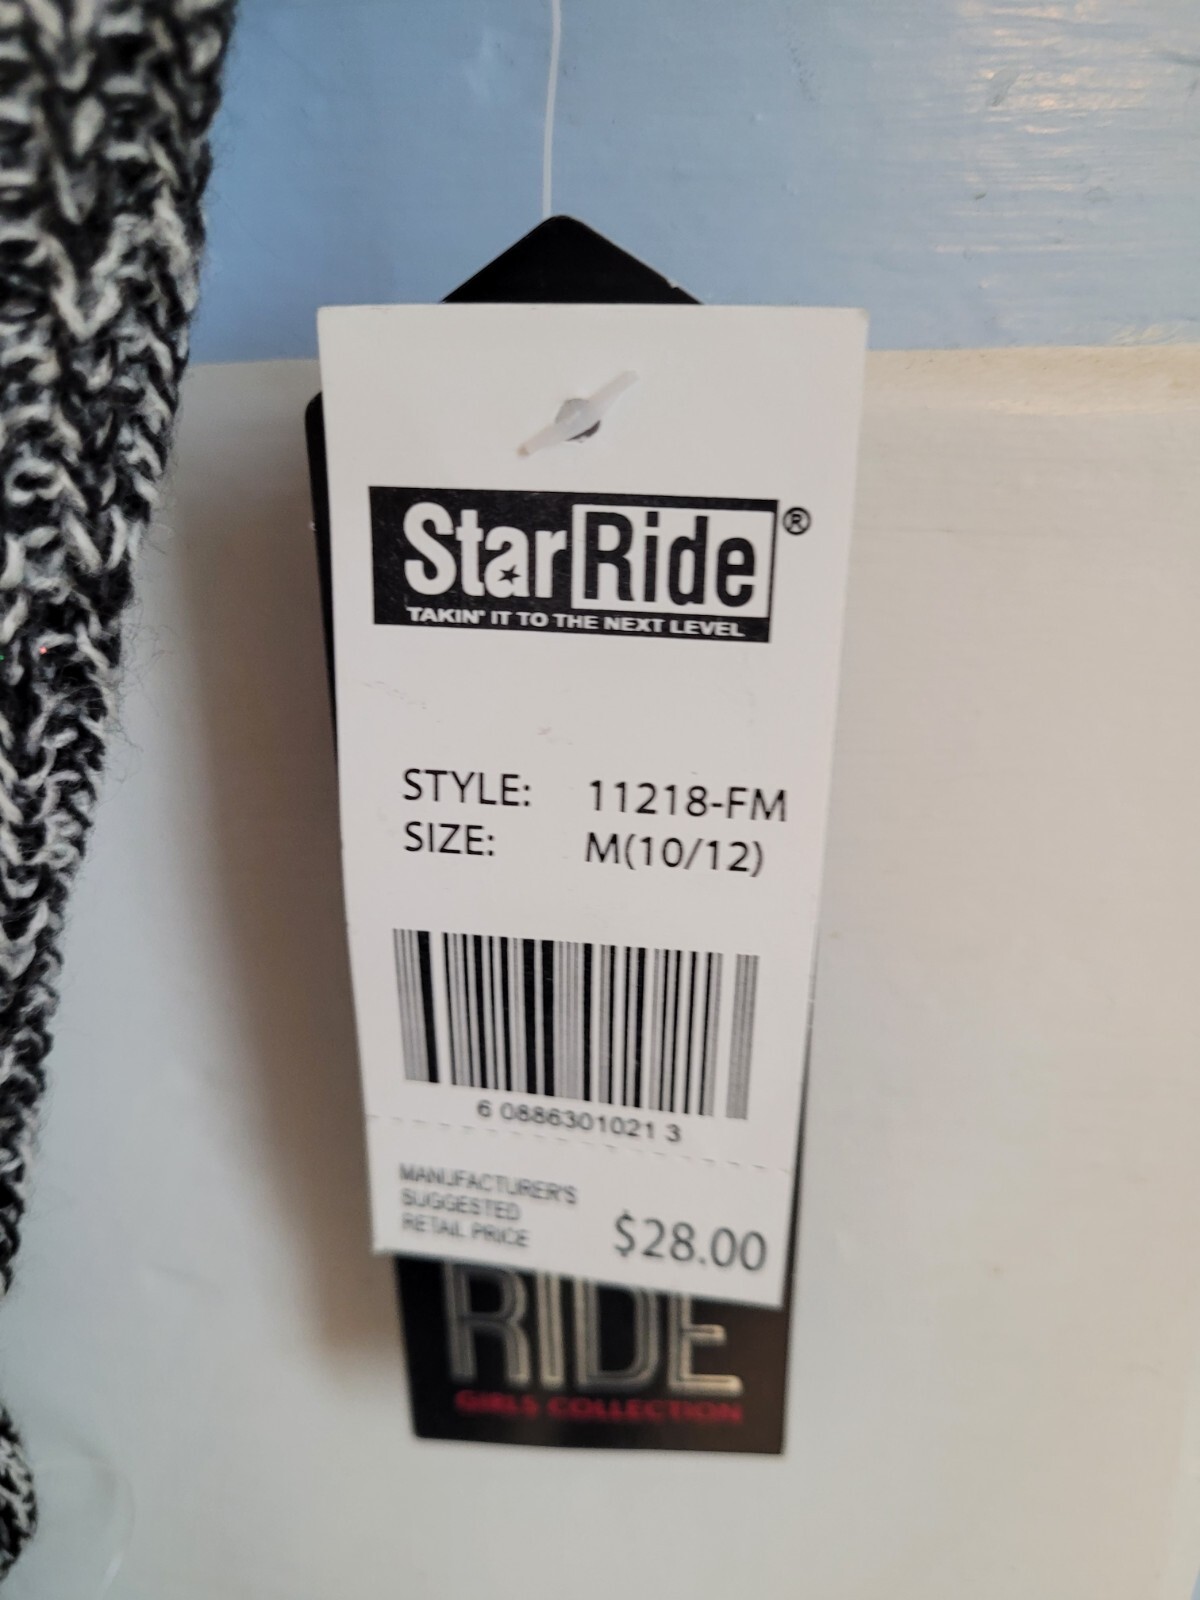 StarRide®
TAKIN' IT TO THE NEXT LEVEL
STYLE: 11218-FM
SIZE: M(10/12)
6 0886301021 3
MANUFACTURER'S
SUGGESTED
RETAIL PRICE
$28.00
RIDE
GIRLS COLLECTION